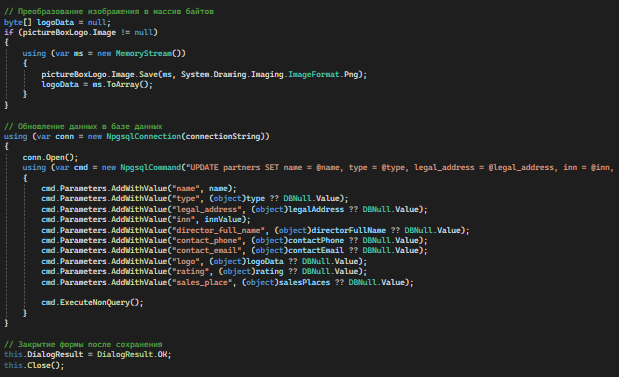 // Преобразование изображения в массив байтов
byte[] logoData = null;
if (pictureBoxLogo.Image != null)
{
using (var ms = new MemoryStream())
{
pictureBoxLogo.Image.Save(ms, System.Drawing.Imaging.ImageFormat.Png);
logoData = ms.ToArray();
}
}
// Обновление данных в базе данных
using (var conn = new NpgsqlConnection(connectionString))
{
conn.Open();
using (var cmd = new NpgsqlCommand("UPDATE partners SET name = @name, type = @type, legal_address = @legal_address, inn = @inn,
{
cmd.Parameters.AddWithValue("name", name);
cmd.Parameters.AddWithValue("type", (object)type ?? DBNull.Value);
cmd.Parameters.AddWithValue("legal_address", (object)legalAddress ?? DBNull.Value);
cmd.Parameters.AddWithValue("inn", innValue);
cmd.Parameters.AddWithValue("director_full_name", (object)directorFullName ?? DBNull.Value);
cmd.Parameters.AddWithValue("contact_phone", (object)contactPhone ?? DBNull.Value);
cmd.Parameters.AddWithValue("contact_email", (object)contactEmail ?? DBNull.Value);
cmd.Parameters.AddWithValue("logo", (object)logoData ?? DBNull.Value);
cmd.Parameters.AddWithValue("rating", (object)rating ?? DBNull.Value);
cmd.Parameters.AddWithValue("sales_place", (object)salesPlaces ?? DBNull.Value);
cmd.ExecuteNonQuery();
}
}
// Закрытие формы после сохранения
this.DialogResult = DialogResult.OK;
this.Close();